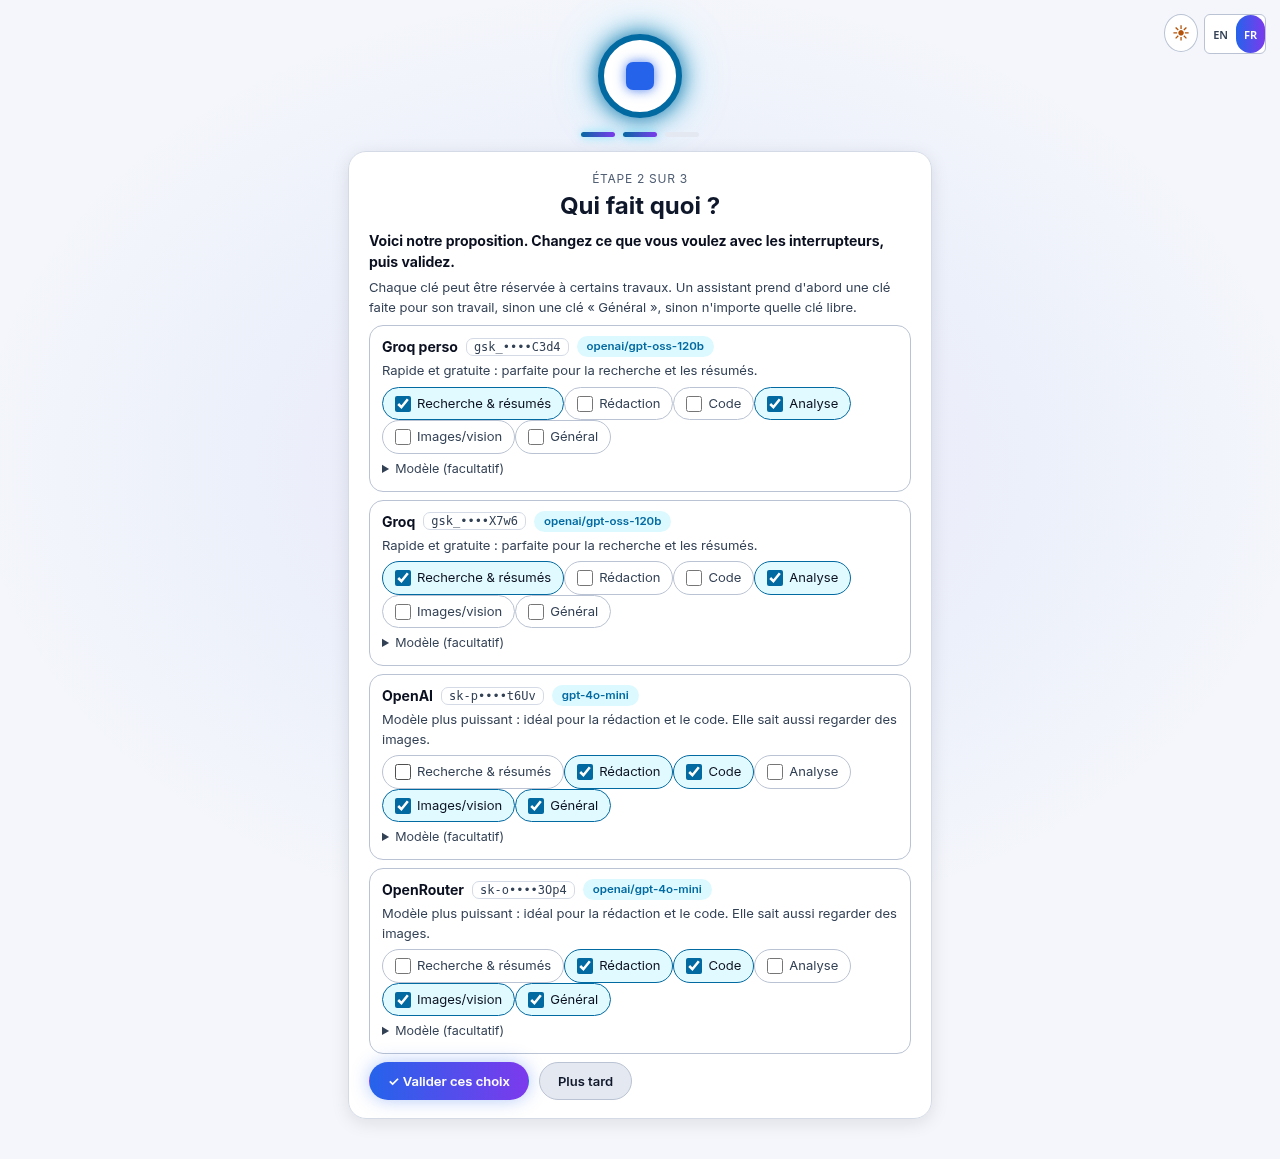 EN FR
ÉTAPE 2 SUR 3
Qui fait quoi ?
Voici notre proposition. Changez ce que vous voulez avec les interrupteurs,
puis validez.
Chaque clé peut être réservée à certains travaux. Un assistant prend d'abord une clé
faite pour son travail, sinon une clé « Général », sinon n'importe quelle clé libre.
Groq perso gsk_••••C3d4 openai/gpt-oss-120b
Rapide et gratuite : parfaite pour la recherche et les résumés.
Recherche & résumés Rédaction Code Analyse
Images/vision Général
Modèle (facultatif)
Groq gsk_••••X7w6 openai/gpt-oss-120b
Rapide et gratuite : parfaite pour la recherche et les résumés.
Recherche & résumés Rédaction Code Analyse
Images/vision Général
Modèle (facultatif)
OpenAI sk-p••••t6Uv gpt-4o-mini
Modèle plus puissant : idéal pour la rédaction et le code. Elle sait aussi regarder des
images.
Recherche & résumés Rédaction Code Analyse
Images/vision Général
Modèle (facultatif)
OpenRouter sk-o••••3Op4 openai/gpt-4o-mini
Modèle plus puissant : idéal pour la rédaction et le code. Elle sait aussi regarder des
images.
Recherche & résumés Rédaction Code Analyse
Images/vision Général
Modèle (facultatif)
✓ Valider ces choix Plus tard